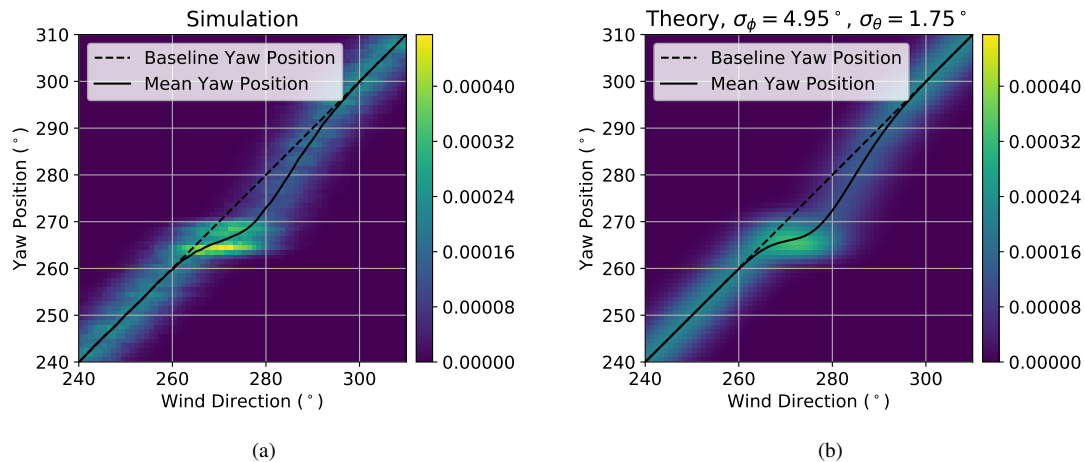 Simulation
310
300
290
280
270
260
250
240
Yaw Position (°)
Baseline Yaw Position
Mean Yaw Position
240 260 280 300
Wind Direction (°)
0.00040
0.00032
0.00024
0.00016
0.00008
0.00000
(a)
Theory, σϕ = 4.95°, σθ = 1.75°
310
300
290
280
270
260
250
240
Yaw Position (°)
Baseline Yaw Position
Mean Yaw Position
240 260 280 300
Wind Direction (°)
0.00040
0.00032
0.00024
0.00016
0.00008
0.00000
(b)